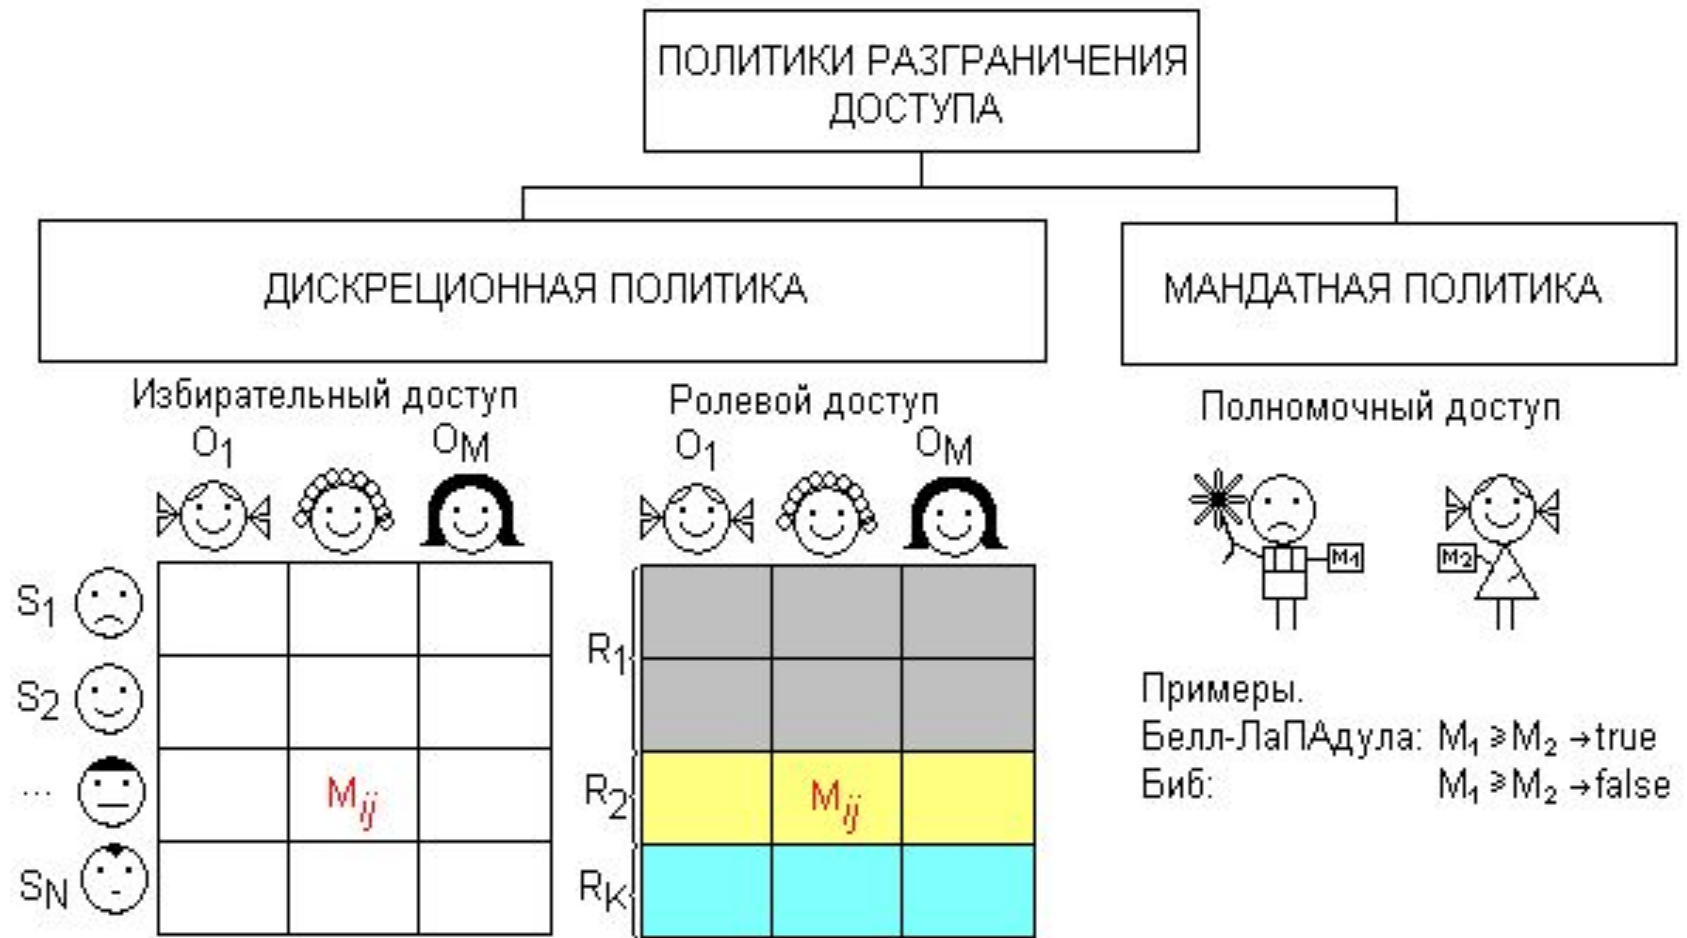 ПОЛИТИКИ РАЗГРАНИЧЕНИЯ
ДОСТУПА
ДИСКРЕЦИОННАЯ ПОЛИТИКА
МАНДАТНАЯ ПОЛИТИКА
Избирательный доступ
O1
OM
S1
S2
...
SN
Mij
Ролевой доступ
O1
OM
R1
R2
RK
Mij
Полномочный доступ
M1
M2
Примеры.
Белл-ЛаПАдула: M₁ ⩾ M₂ → true
Биб: M₁ ⩾ M₂ → false